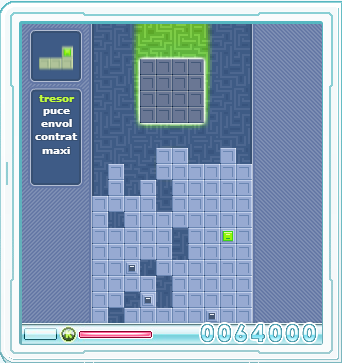 tresor
puce
envol
contrat
maxi
0064000